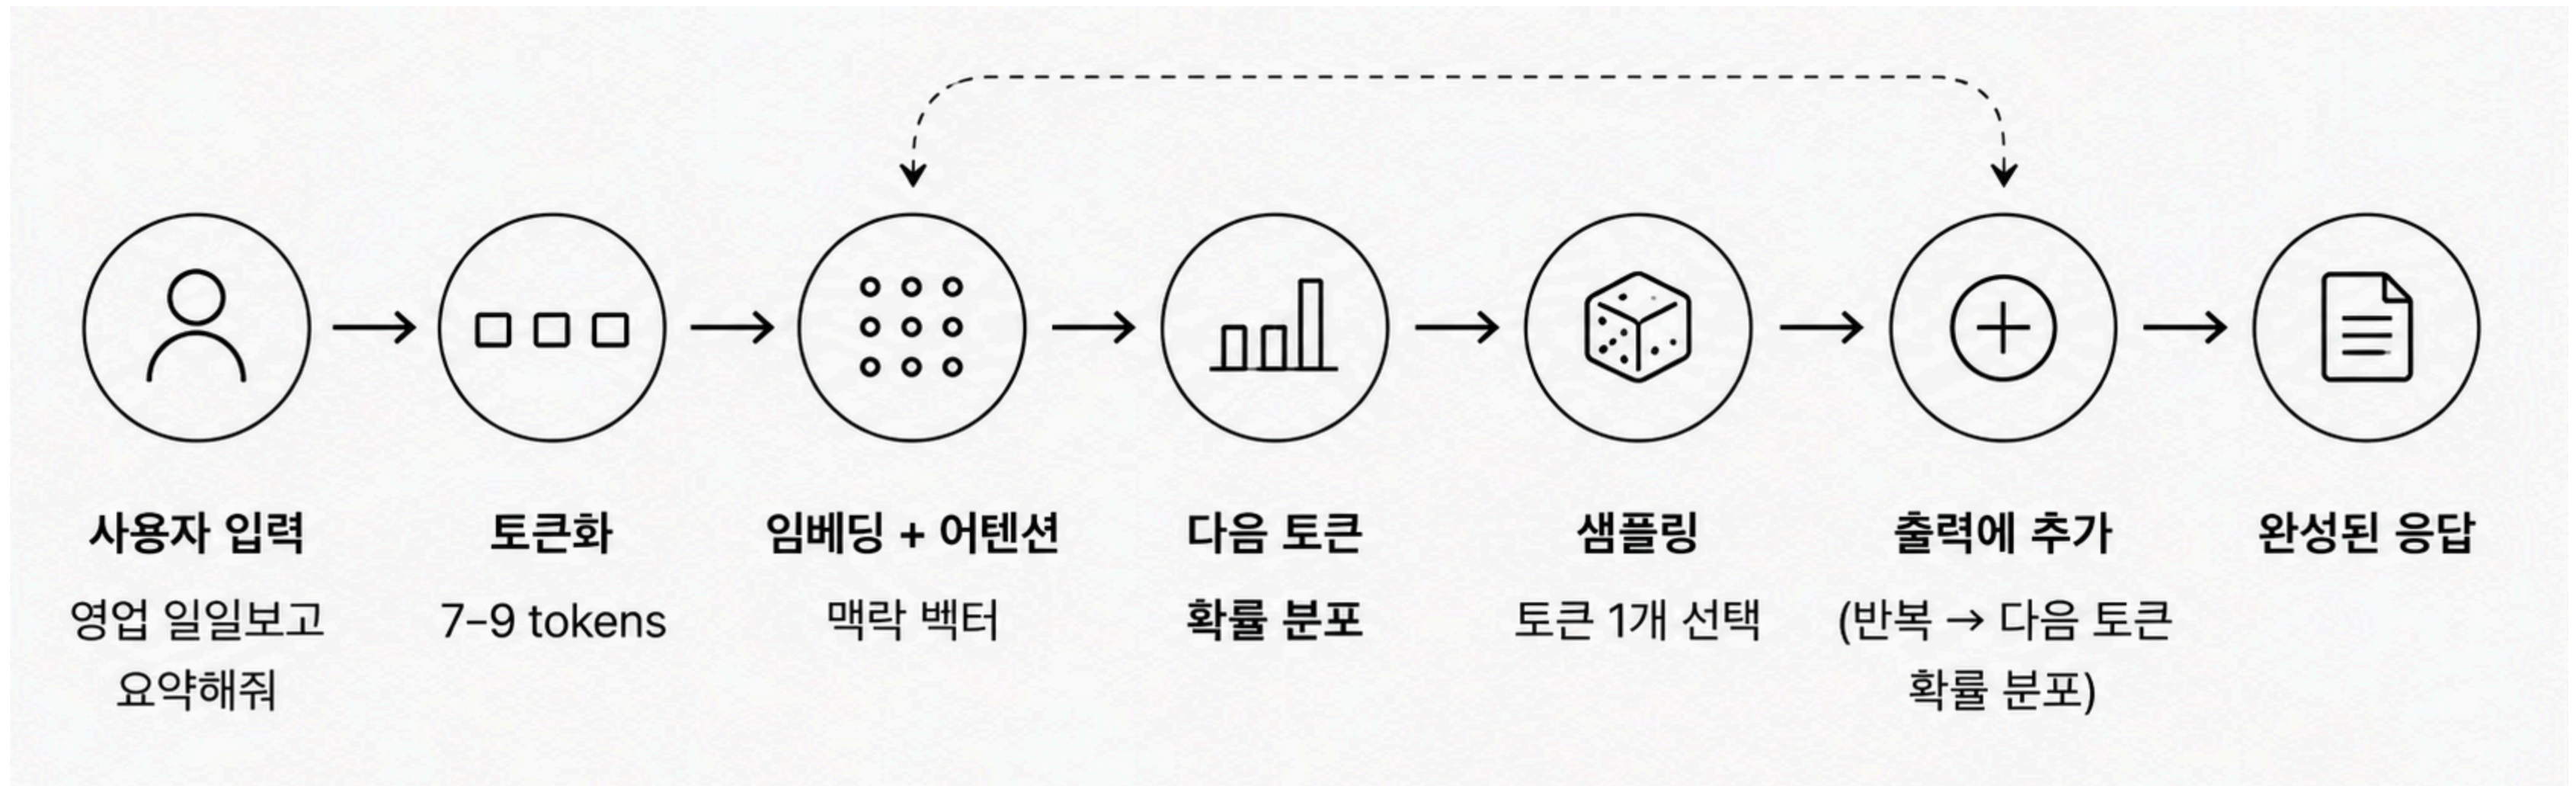 사용자 입력
영업 일일보고
요약해줘
토큰화
7–9 tokens
임베딩 + 어텐션
맥락 벡터
다음 토큰
확률 분포
샘플링
토큰 1개 선택
출력에 추가
(반복 → 다음 토큰
확률 분포)
완성된 응답